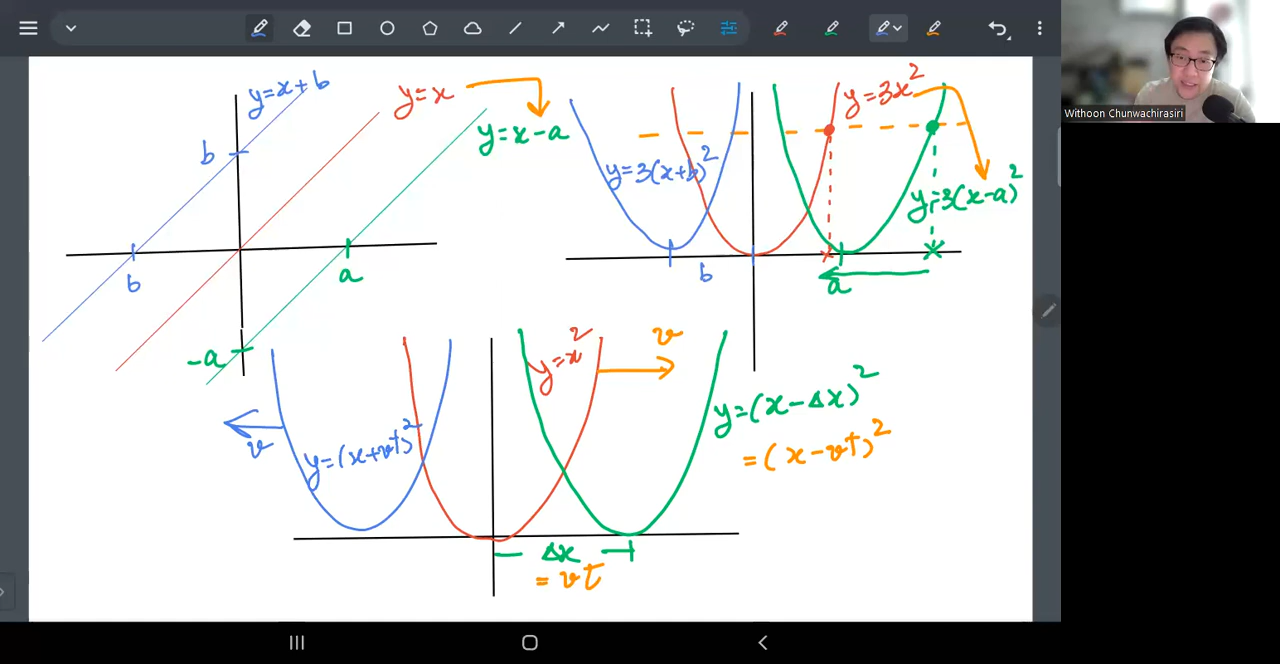 y=x+b
y=x
y=x-a
b
b
a
-a
y=3x²
y=3(x+b)²
y=3(x-a)²
b
a
y=x²
v
v
y=(x+vt)²
y=(x-Δx)²
=(x-vt)²
Δx
=vt
Withoon Chunwachirasiri